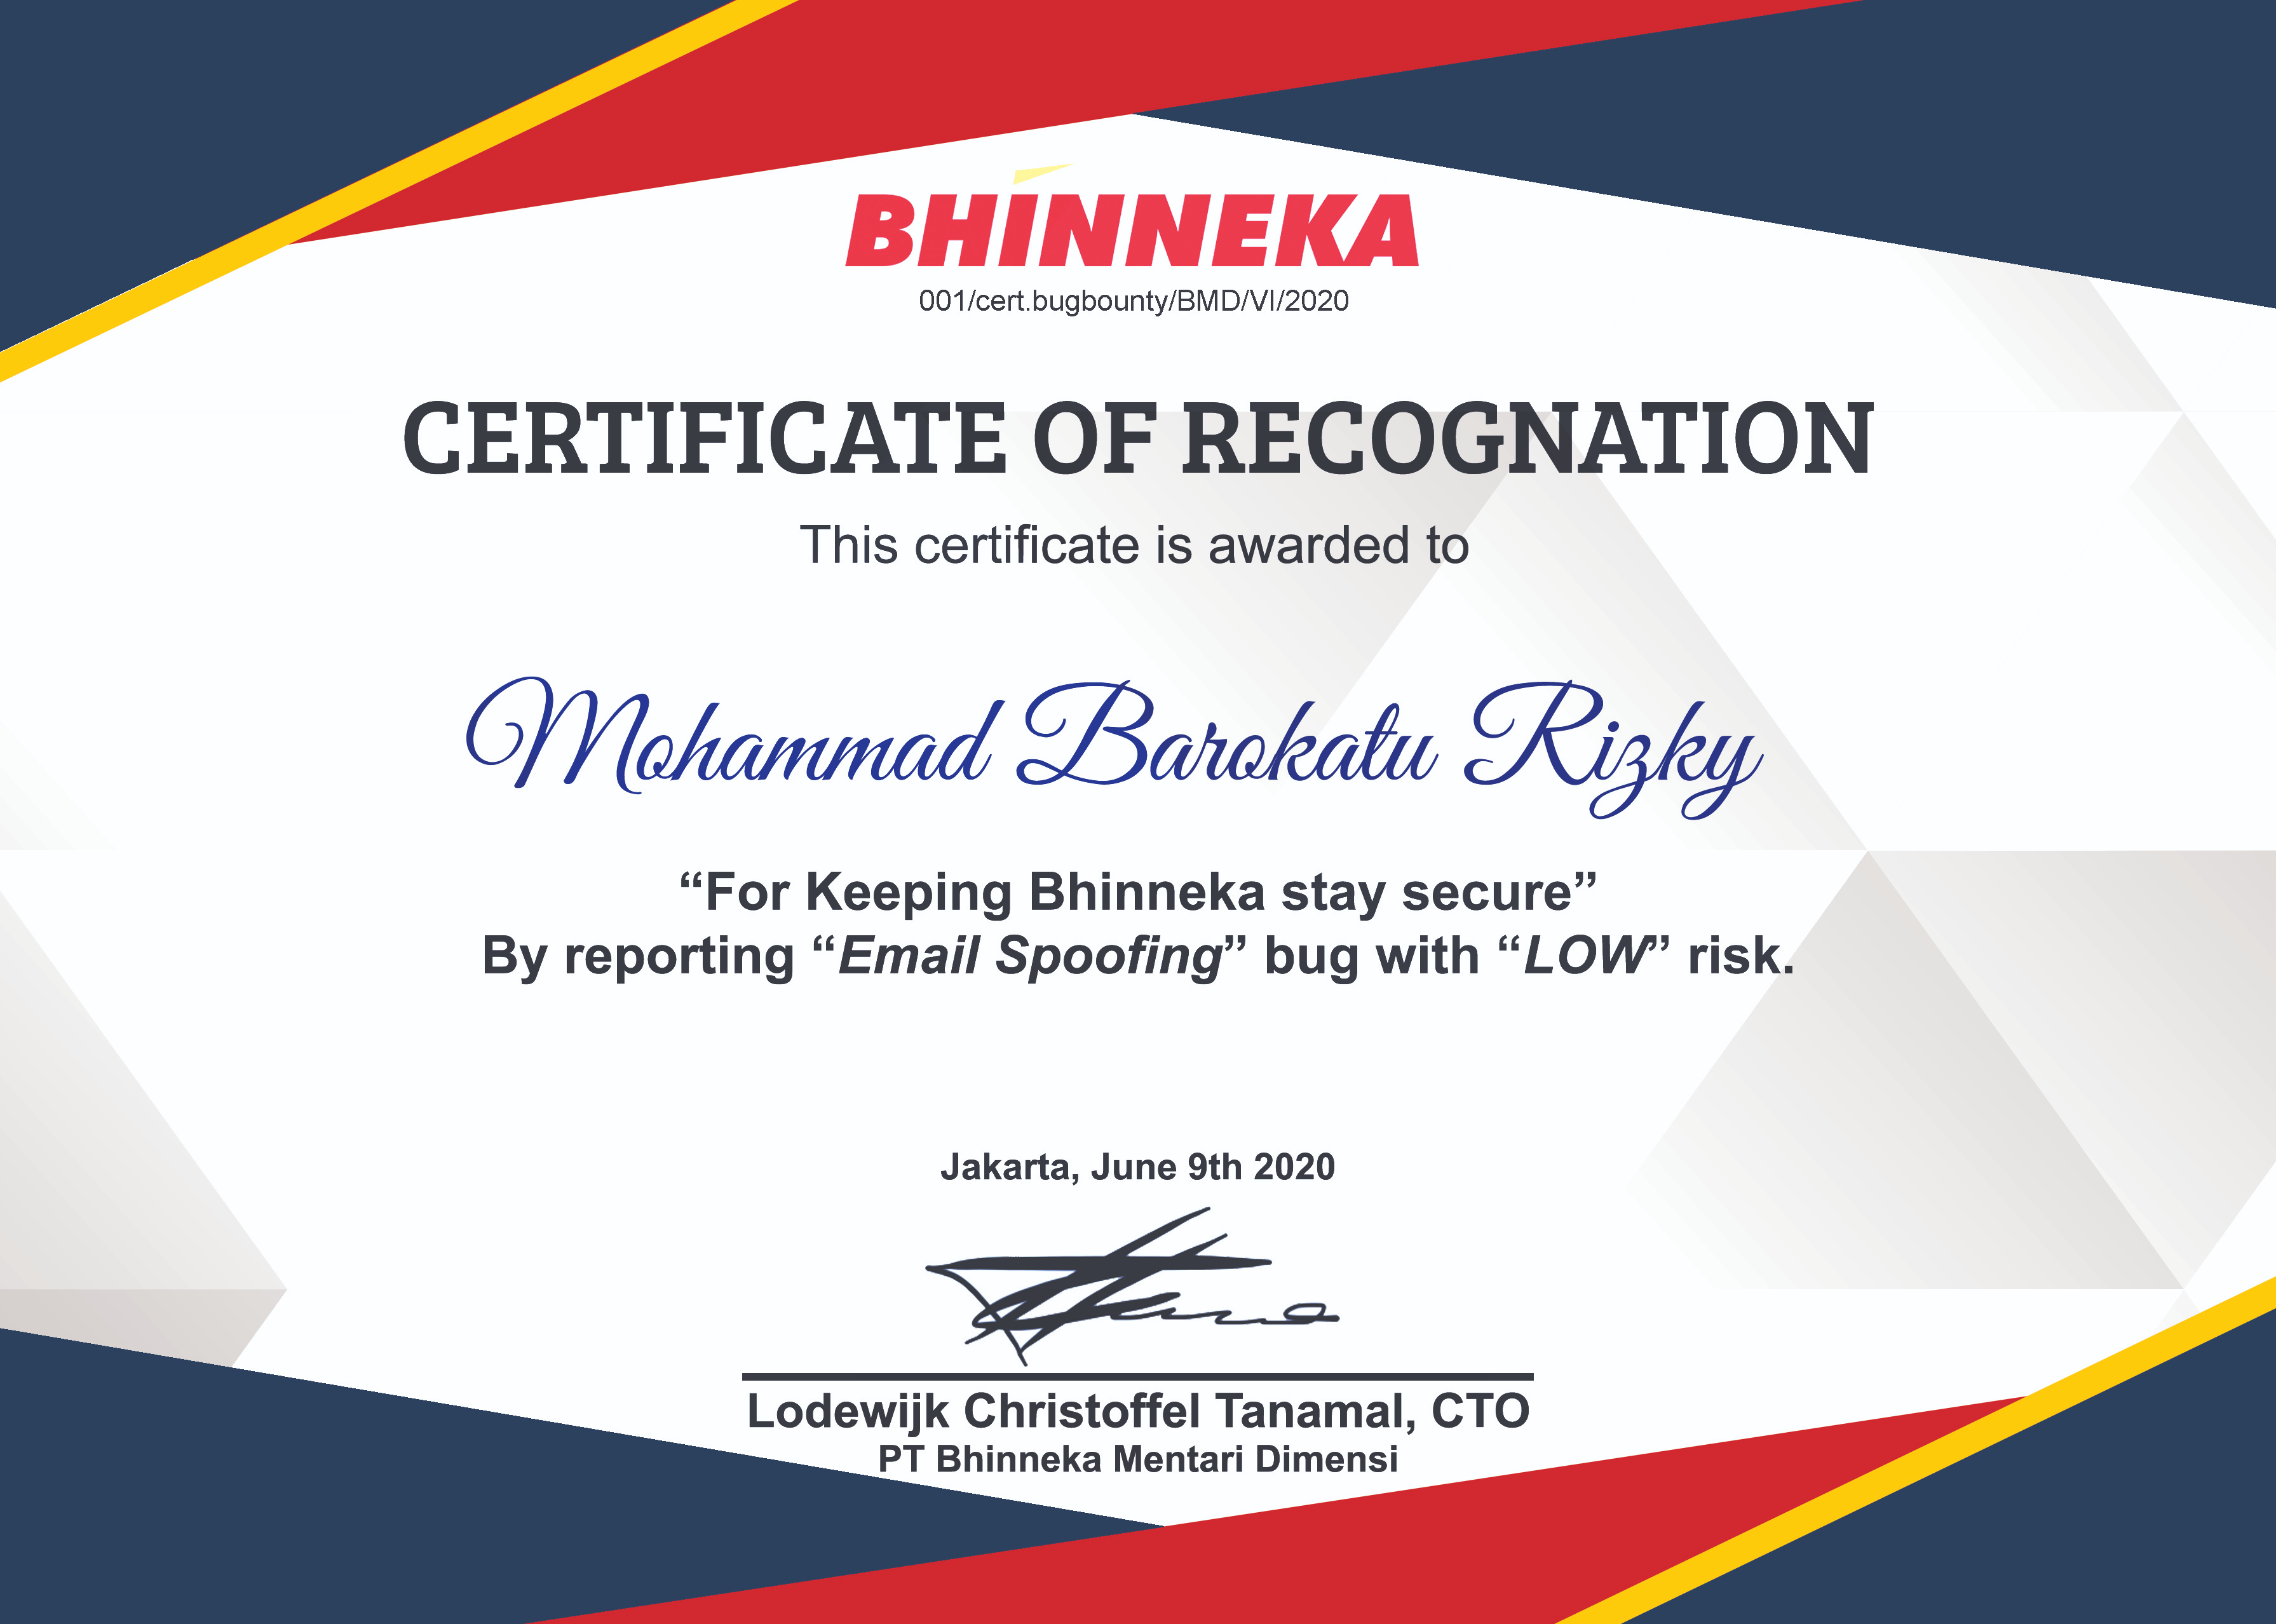 BHINNEKA
001/cert.bugbounty/BMD/VI/2020
CERTIFICATE OF RECOGNATION
This certificate is awarded to
Mohammad Barokatu Rizky
“For Keeping Bhinneka stay secure”
By reporting “Email Spoofing” bug with “LOW” risk.
Jakarta, June 9th 2020
Lodewijk Christoffel Tanamal, CTO
PT Bhinneka Mentari Dimensi